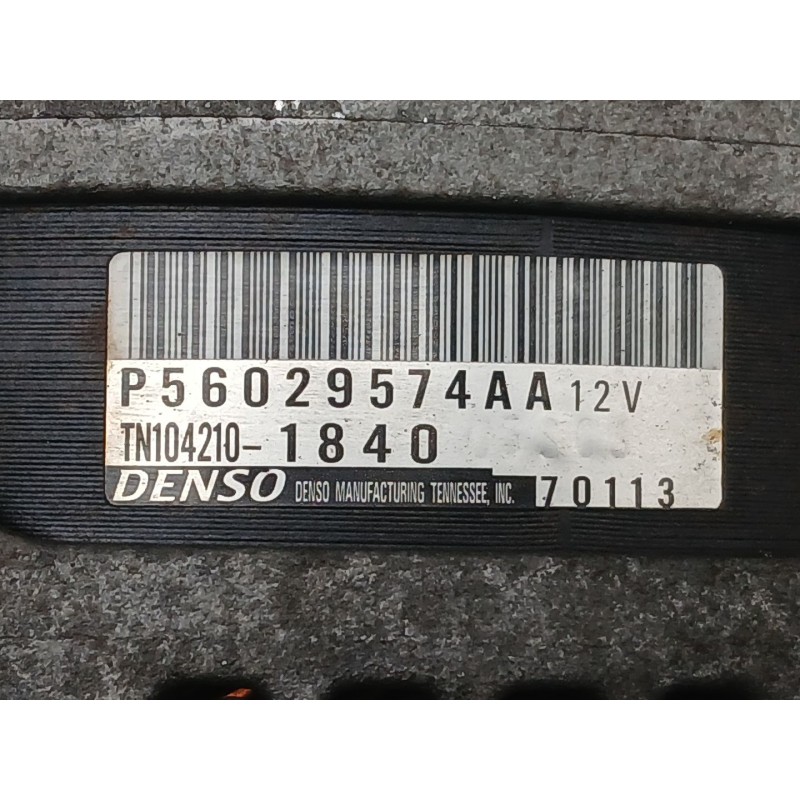 P56029574AA 12V
TN104210-1840
DENSO DENSO MANUFACTURING TENNESSEE, INC. 70113